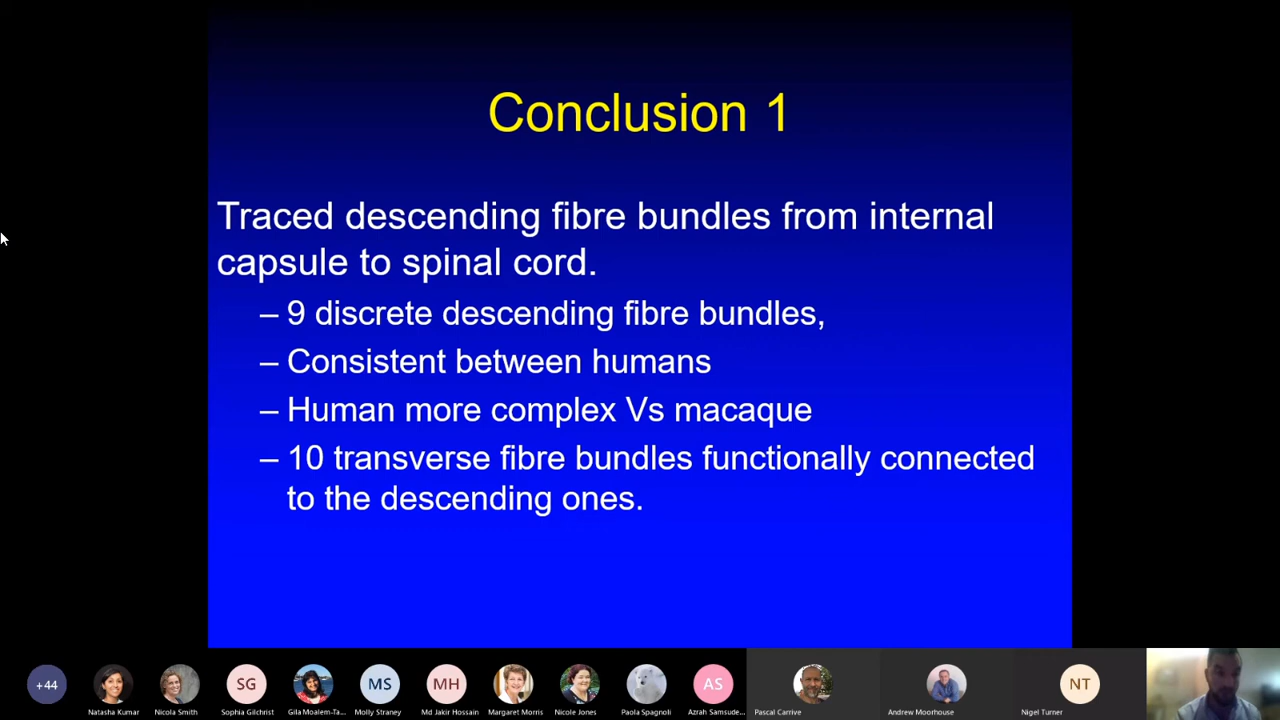 Conclusion 1
Traced descending fibre bundles from internal
capsule to spinal cord.
– 9 discrete descending fibre bundles,
– Consistent between humans
– Human more complex Vs macaque
– 10 transverse fibre bundles functionally connected
to the descending ones.
+44 SG MS MH AS NT
Natasha Kumar Nicola Smith Sophia Gilchrist Gila Moalem-Ta... Molly Straney Md Jakir Hossain Margaret Morris Nicole Jones Paola Spagnoli Azrah Samsude... Pascal Carrive Andrew Moorhouse Nigel Turner